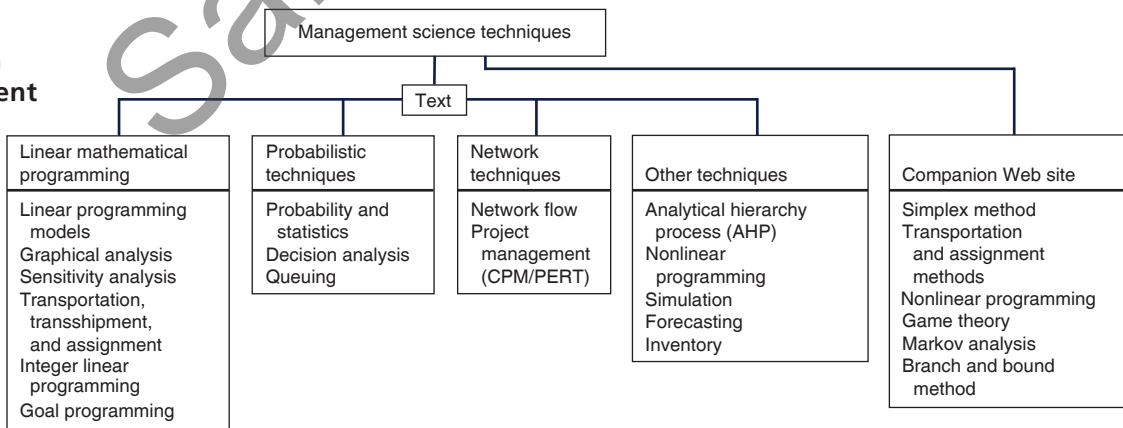 Management science techniques
ent
Text
Linear mathematical
programming
Linear programming
models
Graphical analysis
Sensitivity analysis
Transportation,
transshipment,
and assignment
Integer linear
programming
Goal programming
Probabilistic
techniques
Probability and
statistics
Decision analysis
Queuing
Network
techniques
Network flow
Project
management
(CPM/PERT)
Other techniques
Analytical hierarchy
process (AHP)
Nonlinear
programming
Simulation
Forecasting
Inventory
Companion Web site
Simplex method
Transportation
and assignment
methods
Nonlinear programming
Game theory
Markov analysis
Branch and bound
method